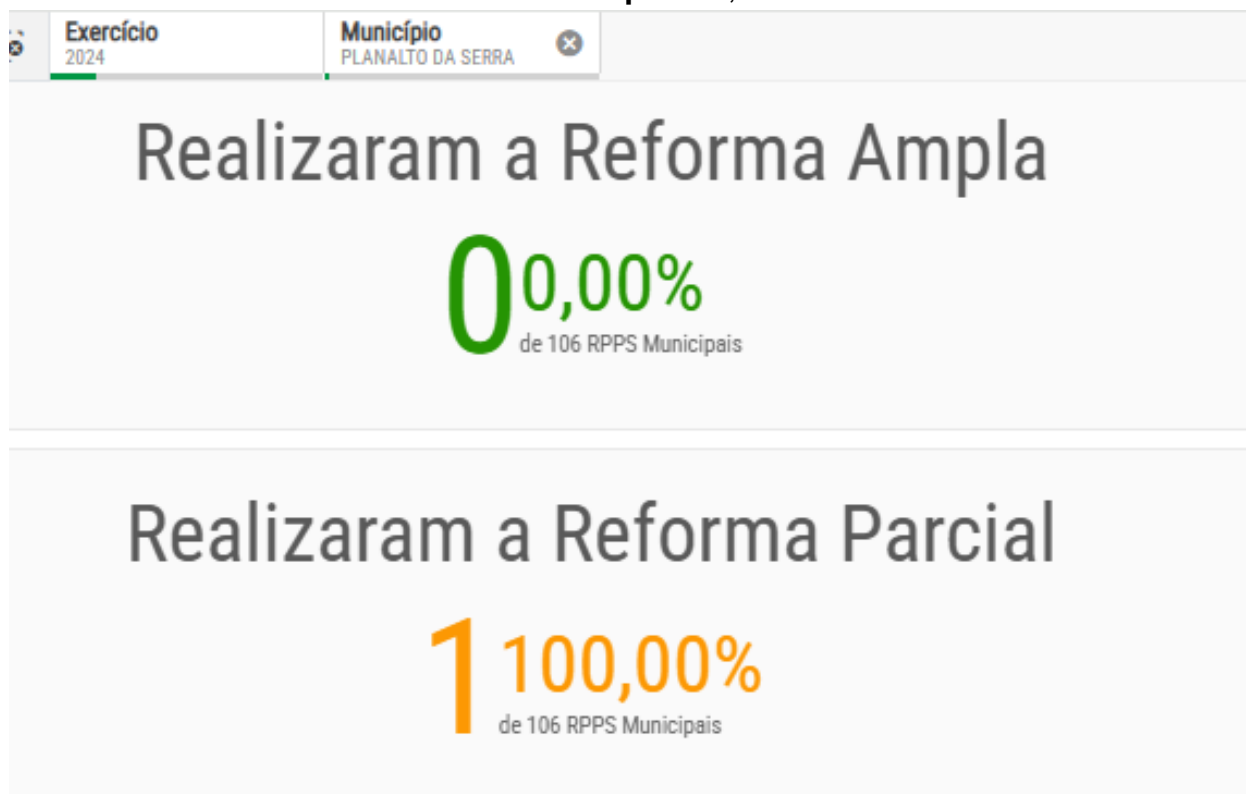 Exercício
2024
Município
PLANALTO DA SERRA
Realizaram a Reforma Ampla
0 0,00%
de 106 RPPS Municipais
Realizaram a Reforma Parcial
1 100,00%
de 106 RPPS Municipais